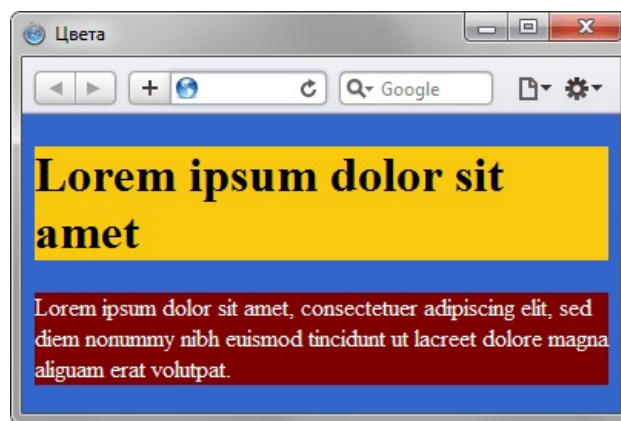 Цвета
Google
Lorem ipsum dolor sit
amet
Lorem ipsum dolor sit amet, consectetuer adipiscing elit, sed
diem nonummy nibh euismod tincidunt ut lacreet dolore magna
aliguam erat volutpat.